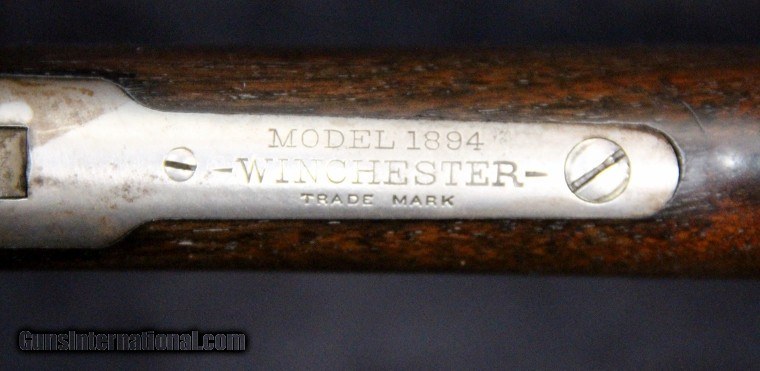 MODEL 1894
-WINCHESTER-
TRADE MARK
GunsInternational.com